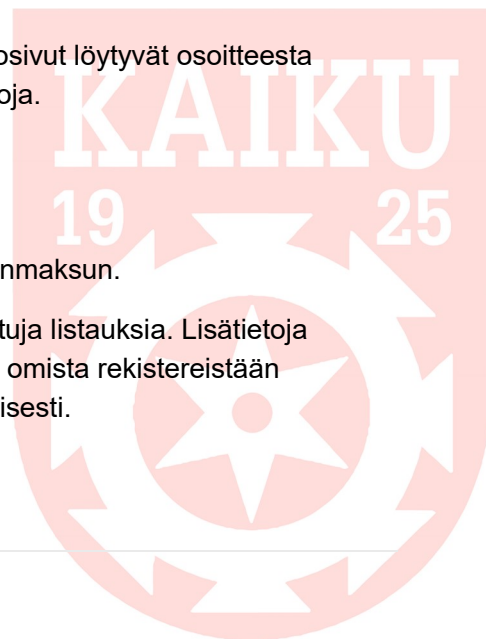 osivut löytyvät osoitteesta
oja.
KAIKU
19 25
nmaksun.
tuja listauksia. Lisätietoja
omista rekistereistään
isesti.